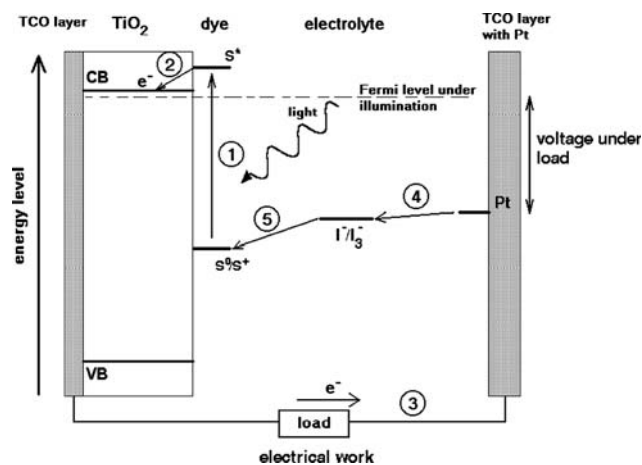 TCO layer TiO₂ dye electrolyte TCO layer
with Pt
② S*
CB e⁻
Fermi level under
illumination
light
①
voltage under
load
energy level
④ Pt
⑤ I⁻/I₃⁻
S⁰/S⁺
VB
e⁻
③
load
electrical work